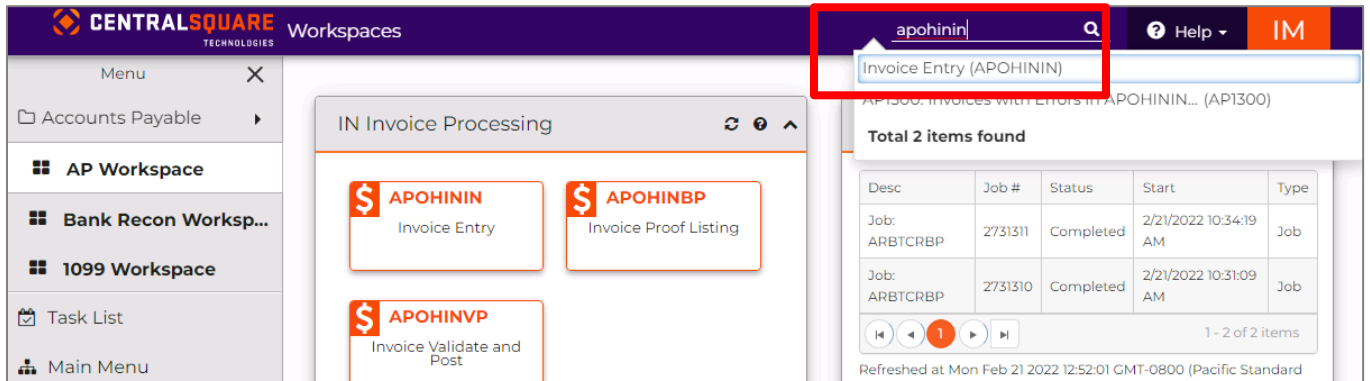 CENTRALSQUARE
TECHNOLOGIES
Workspaces
apohinin
Help
IM
Invoice Entry (APOHININ)
AP1300: Invoices with Errors in APOHININ... (AP1300)
Total 2 items found
Menu
Accounts Payable
AP Workspace
Bank Recon Worksp...
1099 Workspace
Task List
Main Menu
IN Invoice Processing
APOHININ
Invoice Entry
APOHINBP
Invoice Proof Listing
APOHINVP
Invoice Validate and
Post
Desc Job # Status Start Type
Job:
ARBTCRBP 2731311 Completed 2/21/2022 10:34:19
AM Job
Job:
ARBTCRBP 2731310 Completed 2/21/2022 10:31:09
AM Job
1
1 - 2 of 2 items
Refreshed at Mon Feb 21 2022 12:52:01 GMT-0800 (Pacific Standard